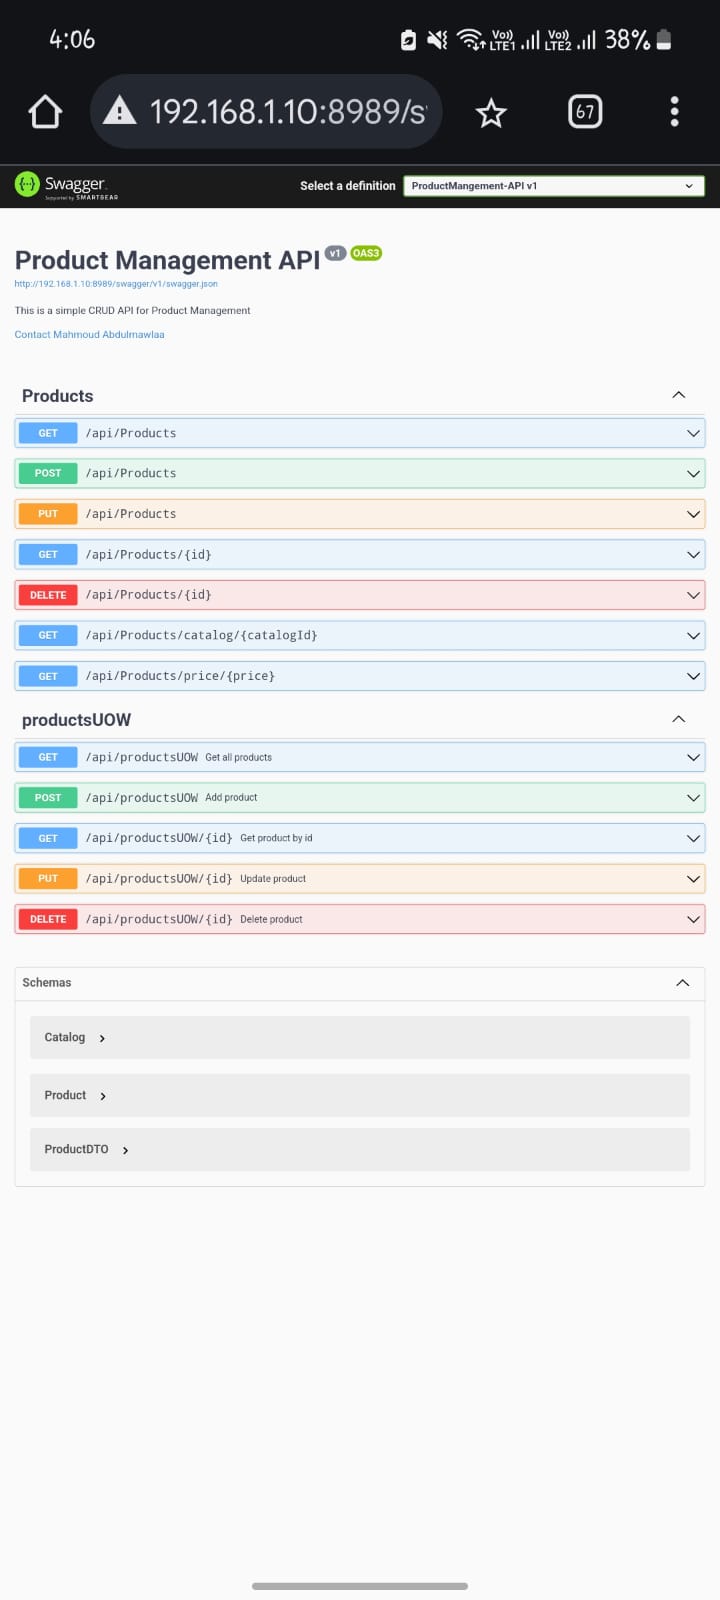 4:06
Vo) LTE1 Vo) LTE2 38%
192.168.1.10:8989/s
67
Swagger.
Supported by SMARTBEAR
Select a definition
ProductMangement-API v1
Product Management API v1 OAS3
http://192.168.1.10:8989/swagger/v1/swagger.json
This is a simple CRUD API for Product Management
Contact Mahmoud Abdulmawlaa
Products
GET /api/Products
POST /api/Products
PUT /api/Products
GET /api/Products/{id}
DELETE /api/Products/{id}
GET /api/Products/catalog/{catalogId}
GET /api/Products/price/{price}
productsUOW
GET /api/productsUOW Get all products
POST /api/productsUOW Add product
GET /api/productsUOW/{id} Get product by id
PUT /api/productsUOW/{id} Update product
DELETE /api/productsUOW/{id} Delete product
Schemas
Catalog
Product
ProductDTO